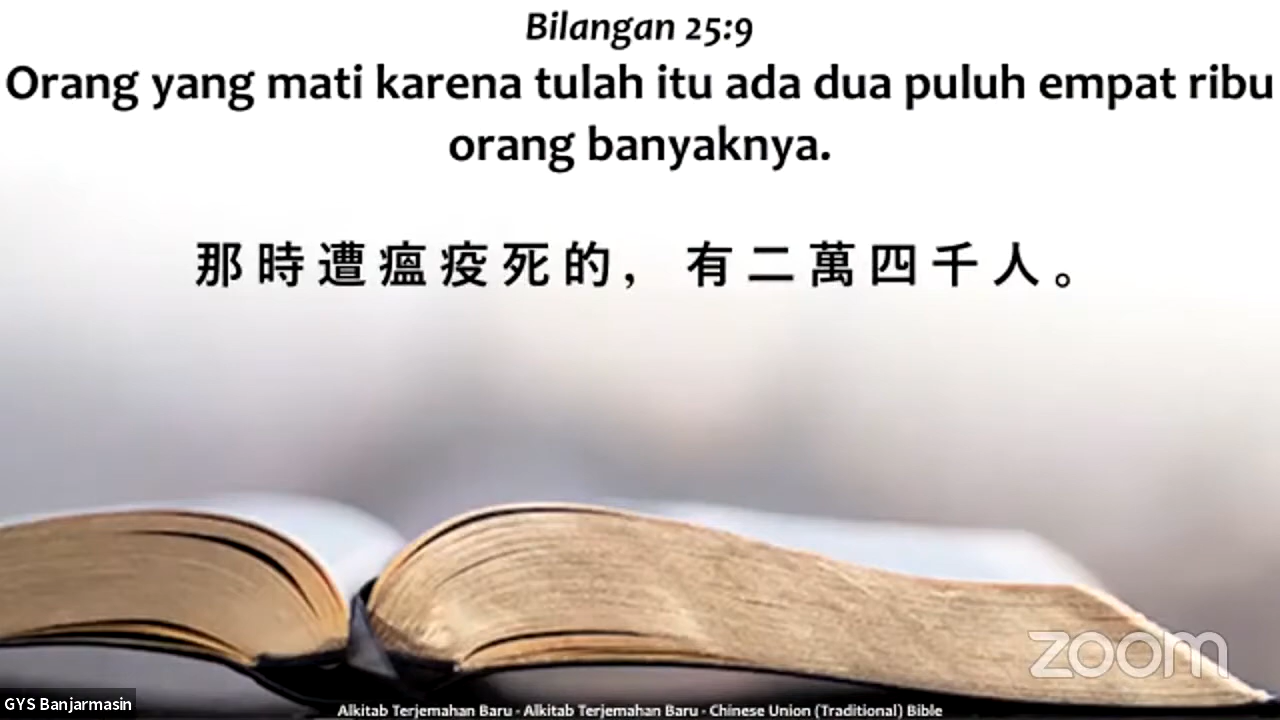 Bilangan 25:9
Orang yang mati karena tulah itu ada dua puluh empat ribu
orang banyaknya.
那時遭瘟疫死的，有二萬四千人。
zoom
GYS Banjarmasin
Alkitab Terjemahan Baru - Alkitab Terjemahan Baru - Chinese Union (Traditional) Bible